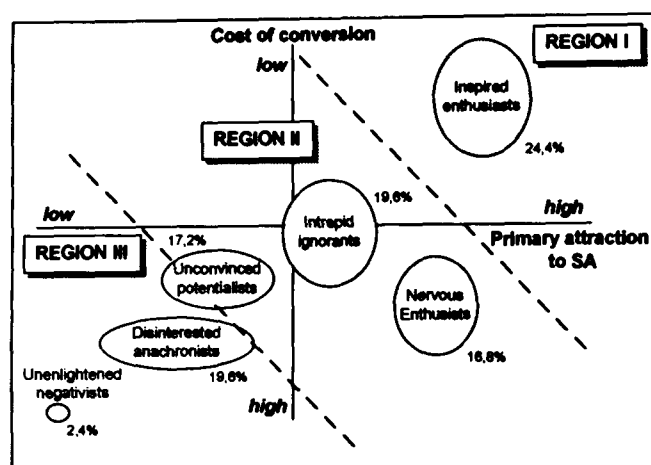 Cost of conversion
REGION I
low
Inspired
enthusiasts
REGION II
24,4%
19,6%
low
Intrepid
ignorants
high
REGION III
17,2%
Primary attraction
to SA
Unconvinced
potentialists
Nervous
Enthusists
Disinterested
anachronists
16,8%
Unenlightened
negativists
19,6%
high
2,4%